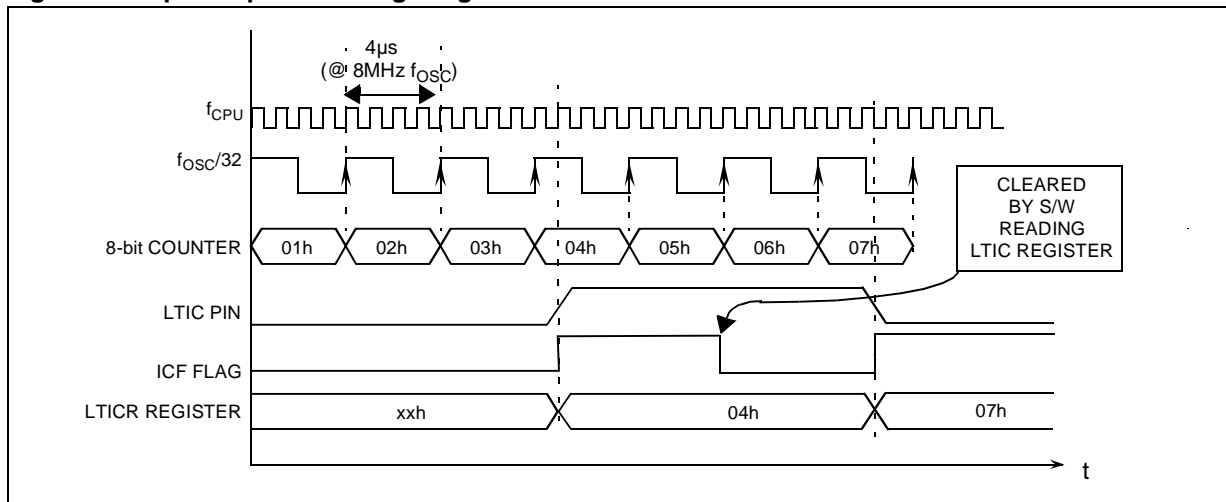 4µs
(@ 8MHz fOSC)
fCPU
fOSC/32
CLEARED
BY S/W
READING
LTIC REGISTER
8-bit COUNTER 01h 02h 03h 04h 05h 06h 07h
LTIC PIN
ICF FLAG
LTICR REGISTER xxh 04h 07h
t